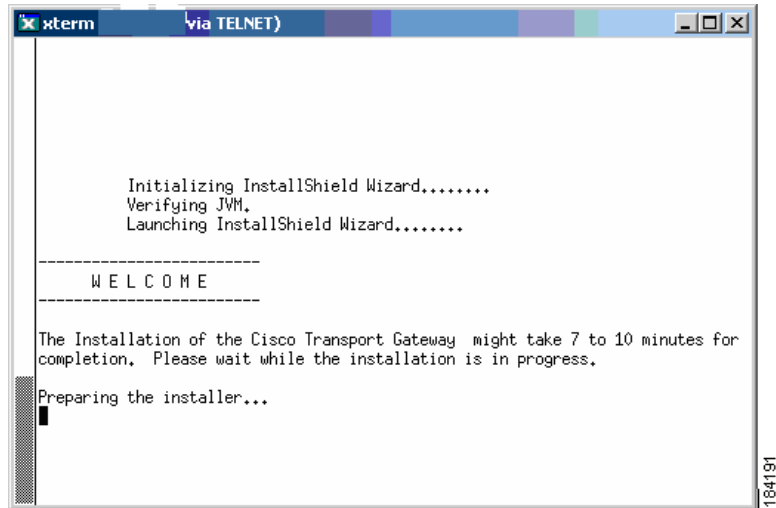 xterm via TELNET)
Initializing InstallShield Wizard........
Verifying JVM.
Launching InstallShield Wizard........
-------------------------
W E L C O M E
-------------------------
The Installation of the Cisco Transport Gateway  might take 7 to 10 minutes for
completion.  Please wait while the installation is in progress.
Preparing the installer...
184191